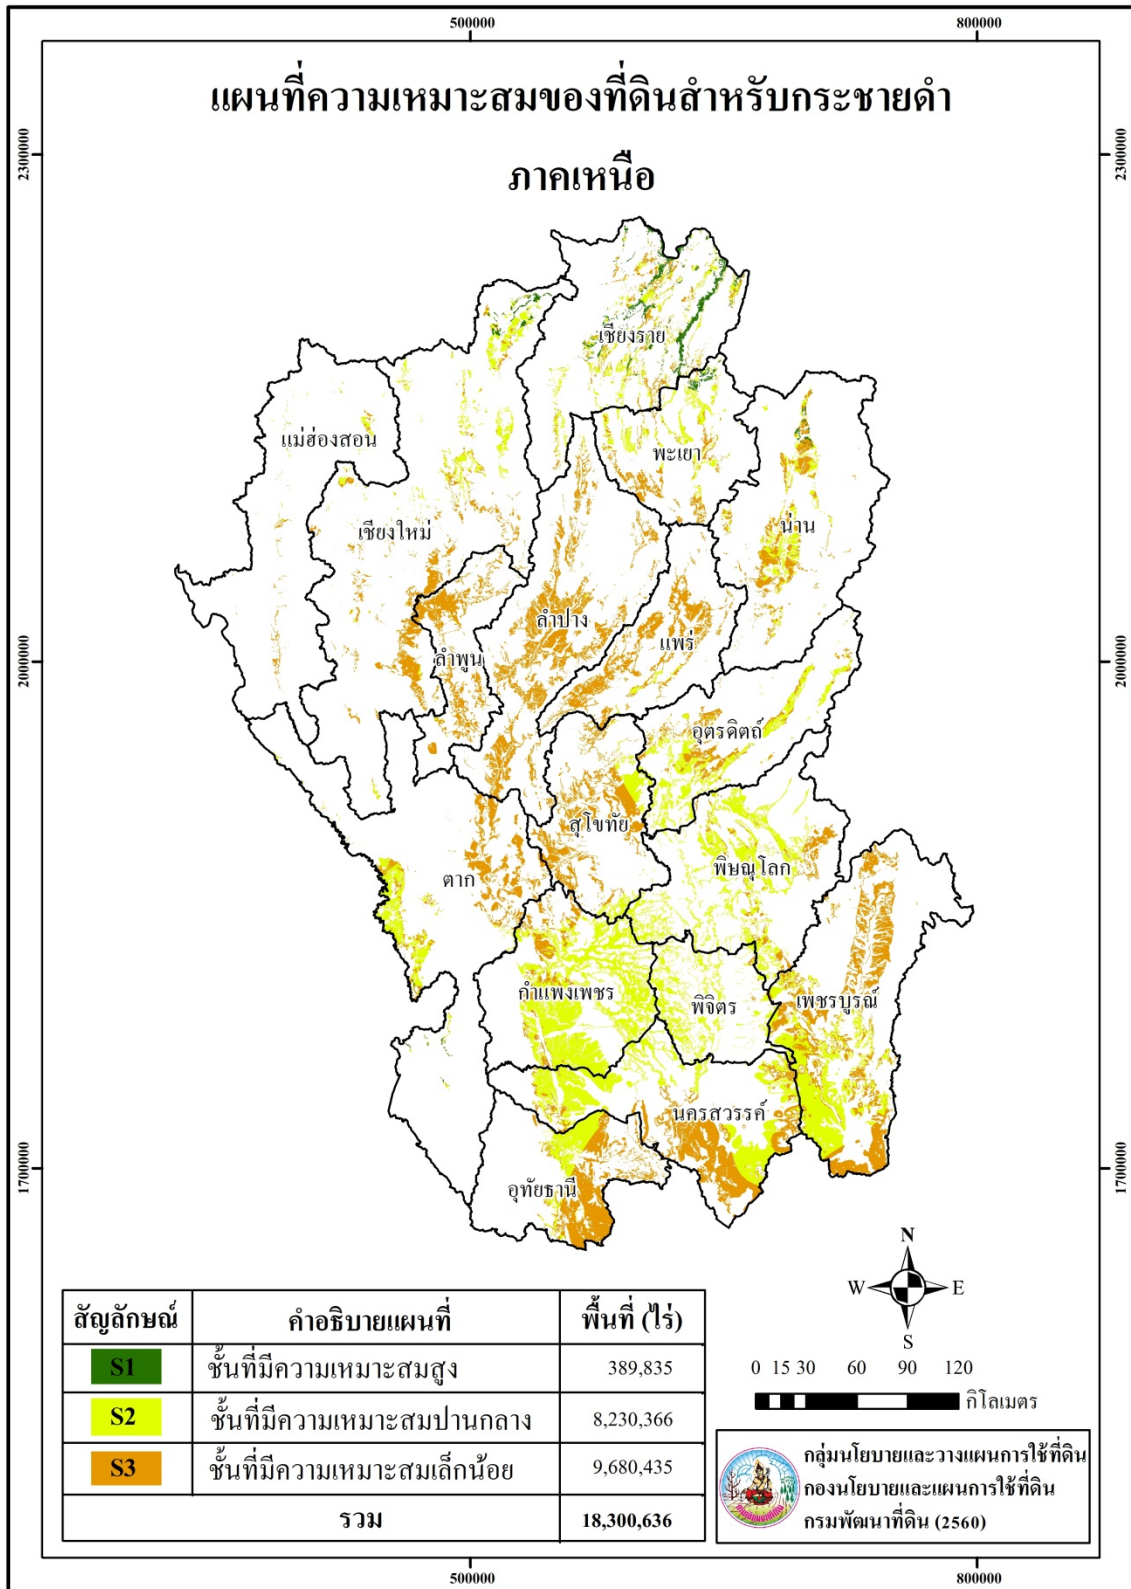 500000 800000
แผนที่ความเหมาะสมของที่ดินสำหรับกระชายดำ
2300000 2300000
ภาคเหนือ
เชียงราย
แม่ฮ่องสอน
พะเยา
เชียงใหม่
น่าน
ลำปาง
แพร่
ลำพูน
2000000 2000000
อุตรดิตถ์
สุโขทัย
พิษณุโลก
ตาก
กำแพงเพชร
พิจิตร
เพชรบูรณ์
นครสวรรค์
1700000 1700000
อุทัยธานี
N
W E
S
สัญลักษณ์ คำอธิบายแผนที่ พื้นที่ (ไร่)
S1 ชั้นที่มีความเหมาะสมสูง 389,835
S2 ชั้นที่มีความเหมาะสมปานกลาง 8,230,366
S3 ชั้นที่มีความเหมาะสมเล็กน้อย 9,680,435
รวม 18,300,636
0 15 30 60 90 120
กิโลเมตร
กลุ่มนโยบายและวางแผนการใช้ที่ดิน
กองนโยบายและแผนการใช้ที่ดิน
กรมพัฒนาที่ดิน (2560)
กรมพัฒนาที่ดิน
500000 800000